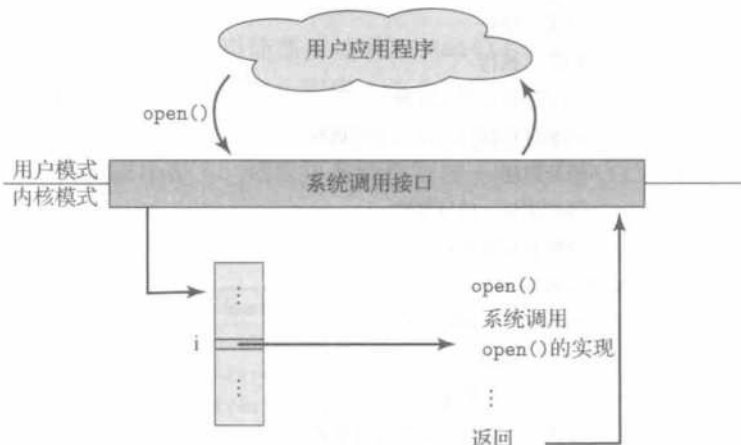 用户应用程序
open()
用户模式
系统调用接口
内核模式
⋮
i
⋮
open()
系统调用
open()的实现
⋮
返回